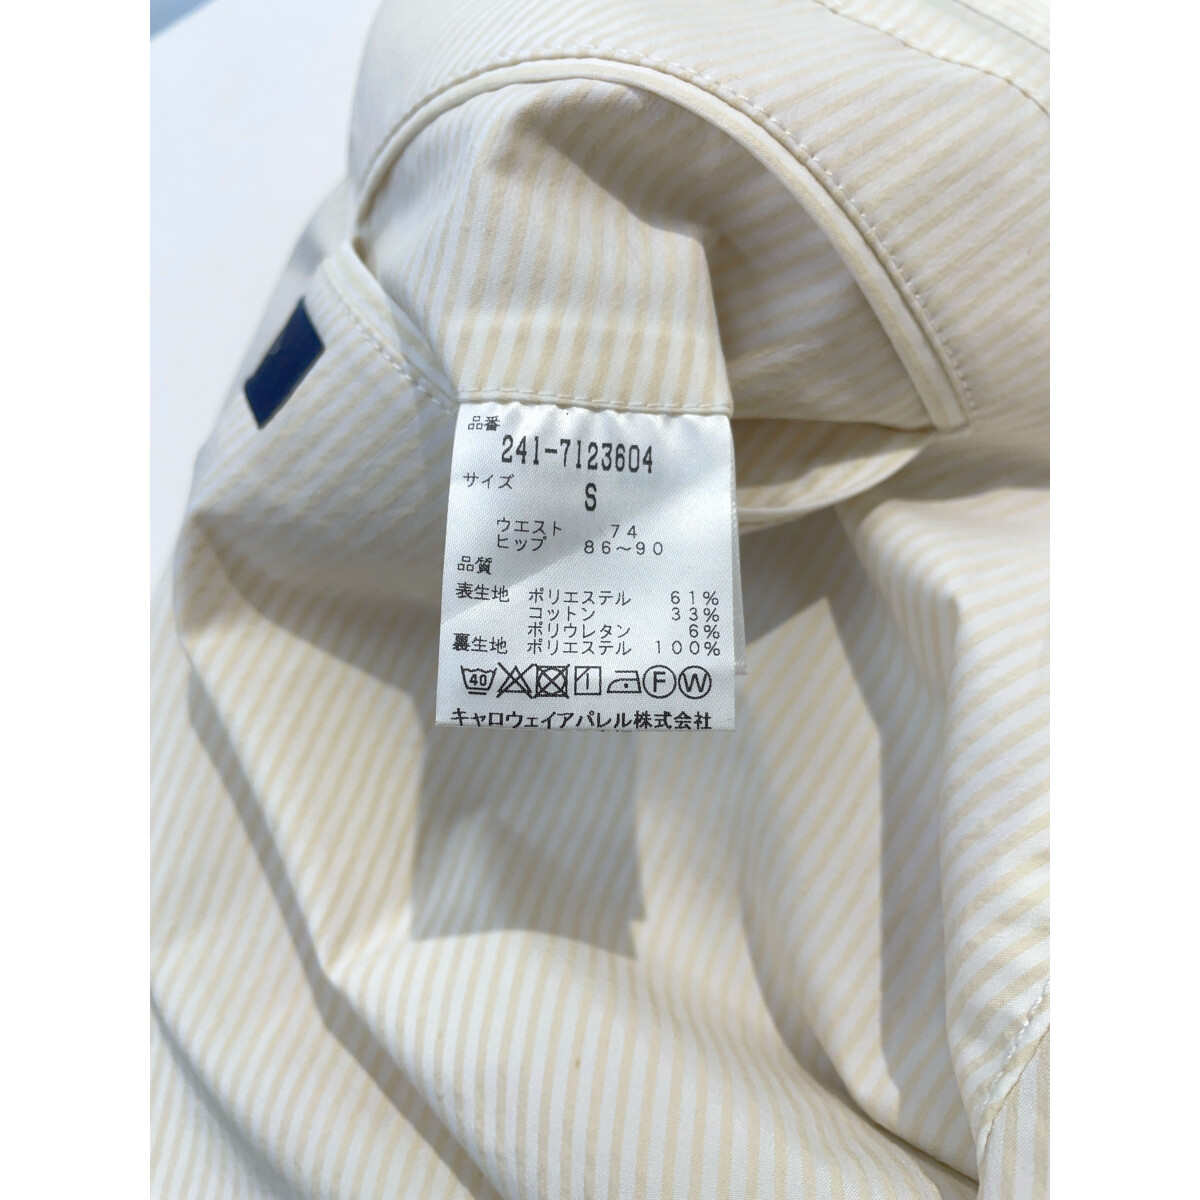 品番
241-7123604
サイズ
S
ウエスト 74
ヒップ 86~90
品質
表生地 ポリエステル 61%
コットン 33%
ポリウレタン 6%
裏生地 ポリエステル 100%
40 1 F W
キャロウェイアパレル株式会社